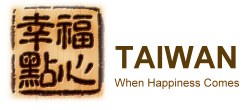 幸福
點心
TAIWAN
When Happiness Comes